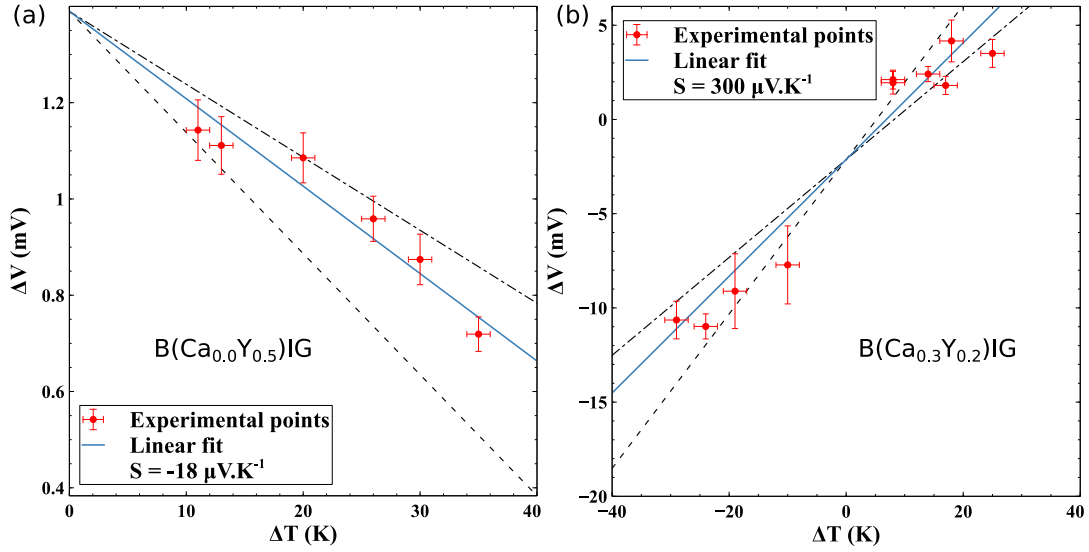 (a)
1.2
1
0.8
0.6
0.4
ΔV (mV)
B(Ca₀.₀Y₀.₅)IG
Experimental points
Linear fit
S = -18 μV.K⁻¹
0
10
20
30
40
ΔT (K)
(b)
5
0
−5
−10
−15
−20
ΔV (mV)
Experimental points
Linear fit
S = 300 μV.K⁻¹
B(Ca₀.₃Y₀.₂)IG
−40
−20
0
20
40
ΔT (K)